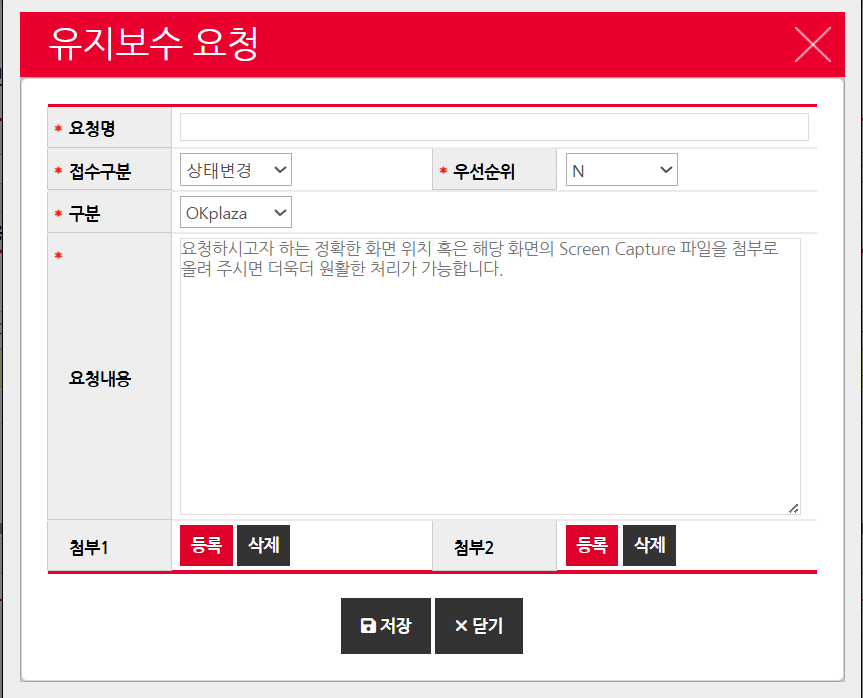 유지보수 요청
* 요청명
* 접수구분 상태변경 * 우선순위 N
* 구분 OKplaza
* 요청내용
요청하시고자 하는 정확한 화면 위치 혹은 해당 화면의 Screen Capture 파일을 첨부로
올려 주시면 더욱더 원활한 처리가 가능합니다.
첨부1 등록 삭제 첨부2 등록 삭제
저장 닫기